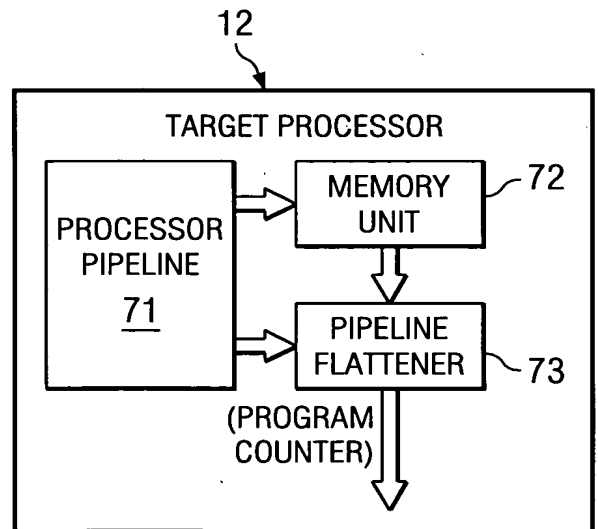 12
TARGET PROCESSOR
PROCESSOR
PIPELINE
71
MEMORY
UNIT
72
PIPELINE
FLATTENER
73
(PROGRAM
COUNTER)